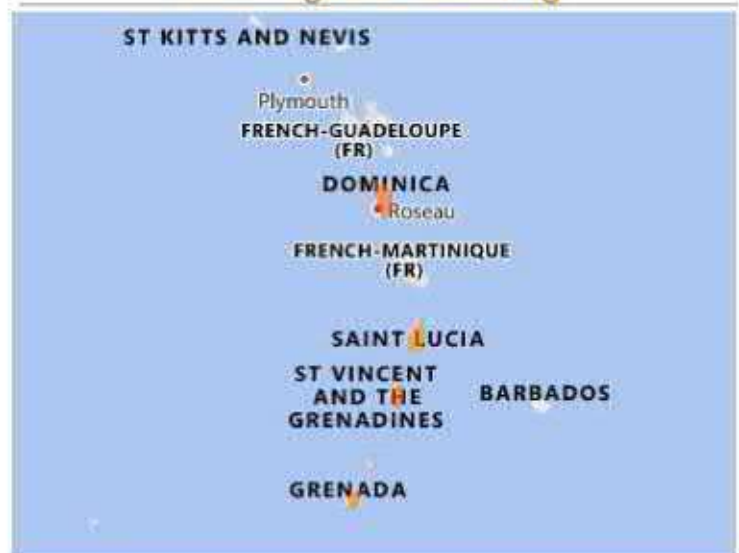 ST KITTS AND NEVIS
Plymouth
FRENCH-GUADELOUPE
(FR)
DOMINICA
Roseau
FRENCH-MARTINIQUE
(FR)
SAINT LUCIA
ST VINCENT
AND THE
GRENADINES
BARBADOS
GRENADA